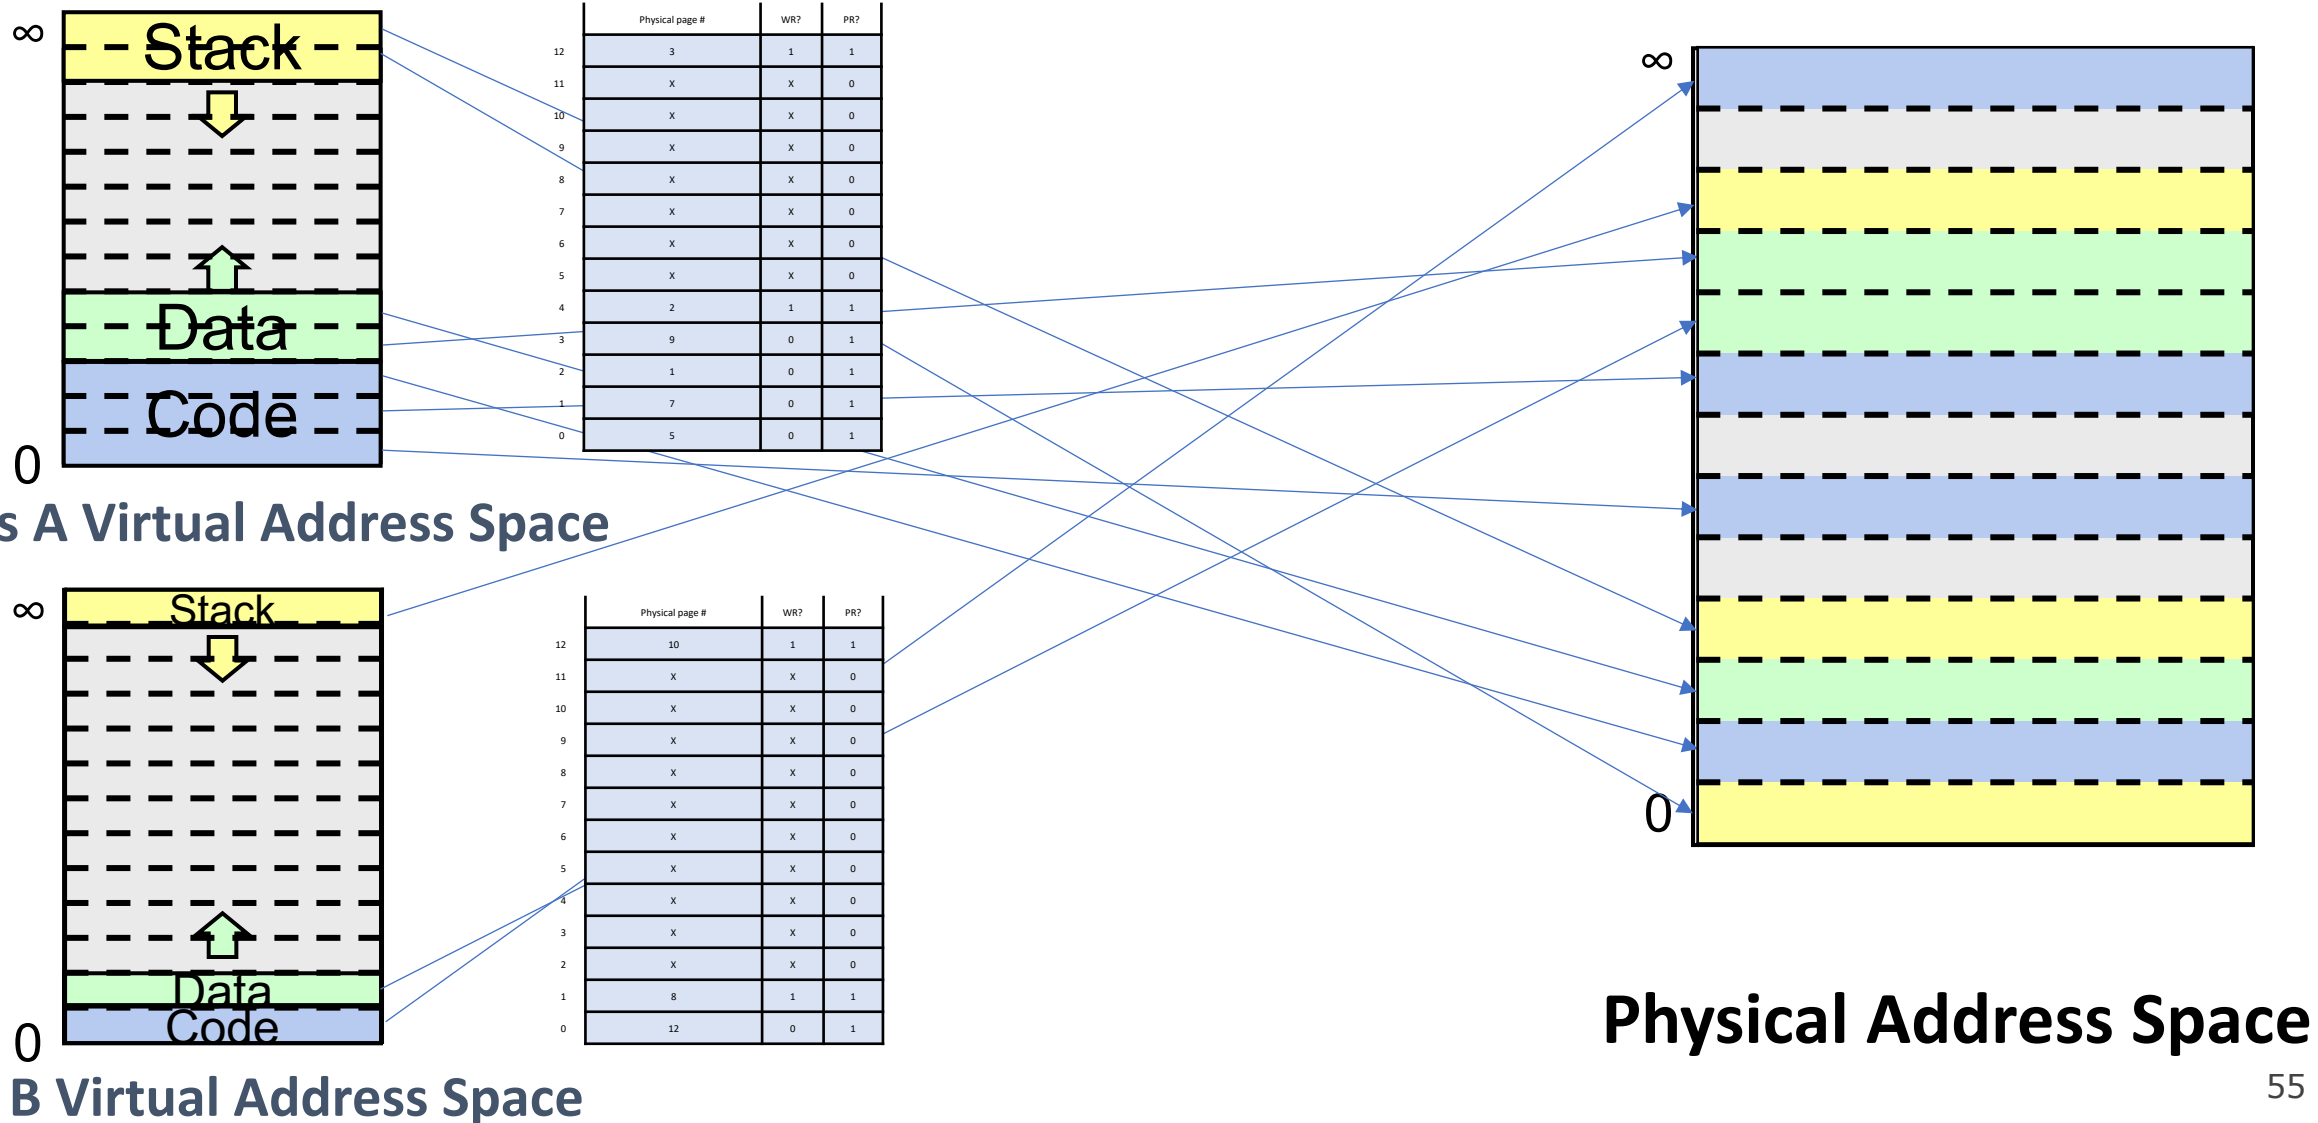 ∞
Stack
Data
Code
0
s A Virtual Address Space
Physical page # WR? PR?
12 3 1 1
11 X X 0
10 X X 0
9 X X 0
8 X X 0
7 X X 0
6 X X 0
5 X X 0
4 2 1 1
3 9 0 1
2 1 0 1
1 7 0 1
0 5 0 1
∞
Stack
Data
Code
0
B Virtual Address Space
Physical page # WR? PR?
12 10 1 1
11 X X 0
10 X X 0
9 X X 0
8 X X 0
7 X X 0
6 X X 0
5 X X 0
4 X X 0
3 X X 0
2 X X 0
1 8 1 1
0 12 0 1
∞
0
Physical Address Space
55